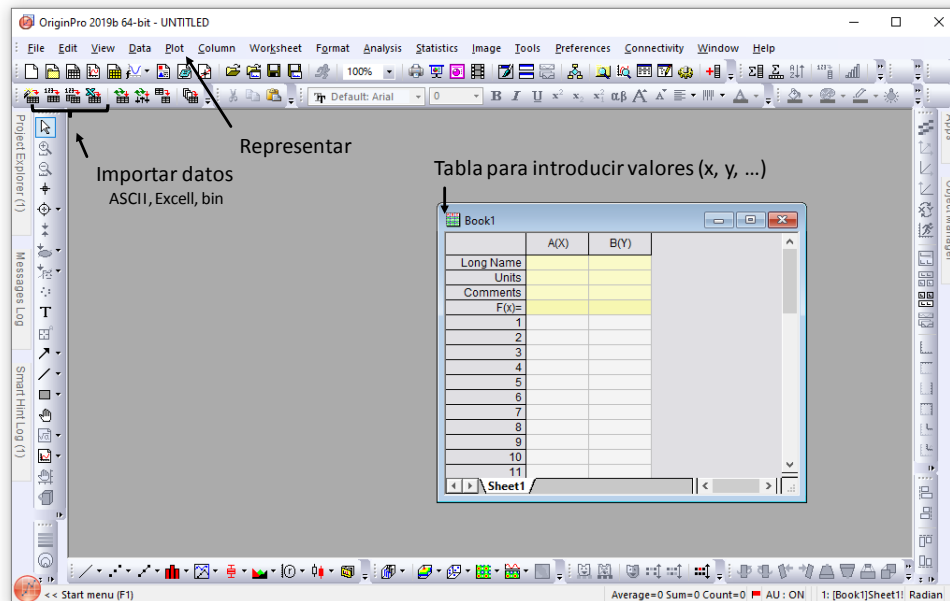 OriginPro 2019b 64-bit - UNTITLED
File Edit View Data Plot Column Worksheet Format Analysis Statistics Image Tools Preferences Connectivity Window Help
100%
Default: Arial 0 B I U x² x₂ αβ A A A
Project Explorer (1)
Messages Log
Smart Hint Log (1)
T
Apps
Object Manager
Representar
Importar datos
ASCII, Excell, bin
Tabla para introducir valores (x, y, ...)
Book1
A(X) B(Y)
Long Name
Units
Comments
F(x)=
1
2
3
4
5
6
7
8
9
10
11
Sheet1
<< Start menu (F1) Average=0 Sum=0 Count=0 AU : ON 1: [Book1]Sheet1! Radian